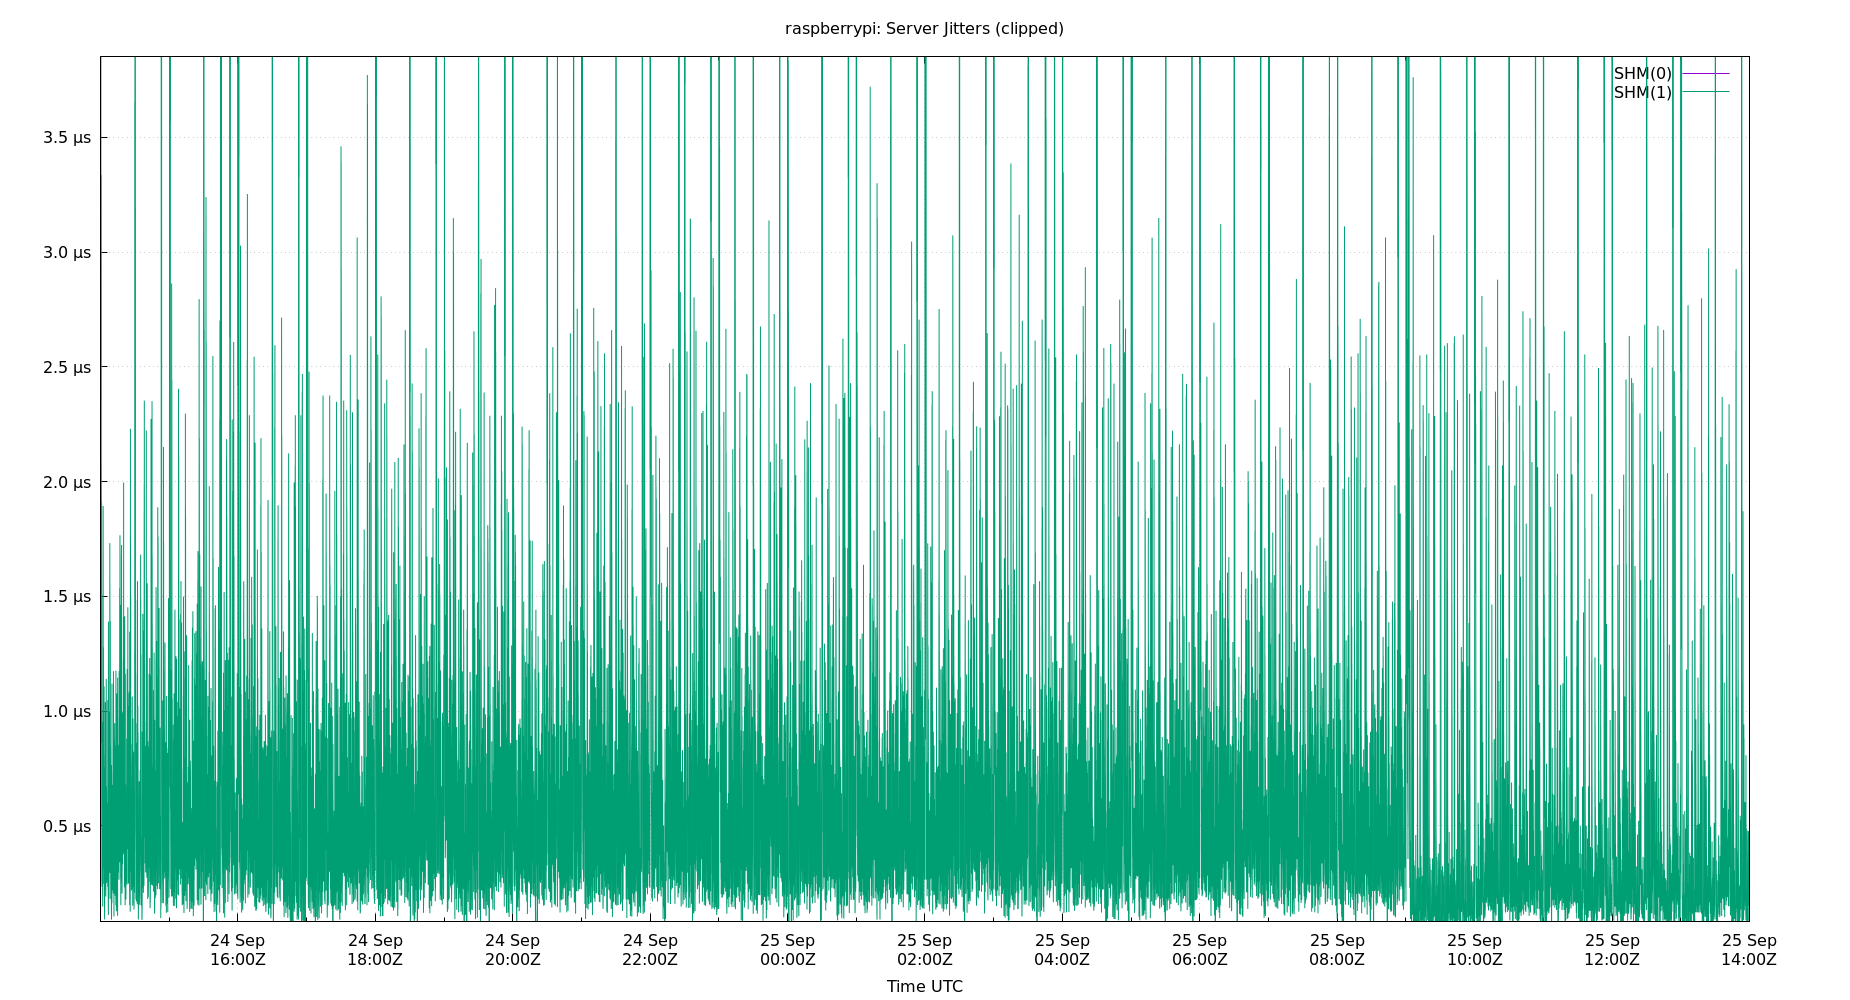 raspberrypi: Server Jitters (clipped)
SHM(0)
SHM(1)
3.5 µs
3.0 µs
2.5 µs
2.0 µs
1.5 µs
1.0 µs
0.5 µs
24 Sep 24 Sep 24 Sep 24 Sep 25 Sep 25 Sep 25 Sep 25 Sep 25 Sep 25 Sep 25 Sep 25 Sep
16:00Z 18:00Z 20:00Z 22:00Z 00:00Z 02:00Z 04:00Z 06:00Z 08:00Z 10:00Z 12:00Z 14:00Z
Time UTC